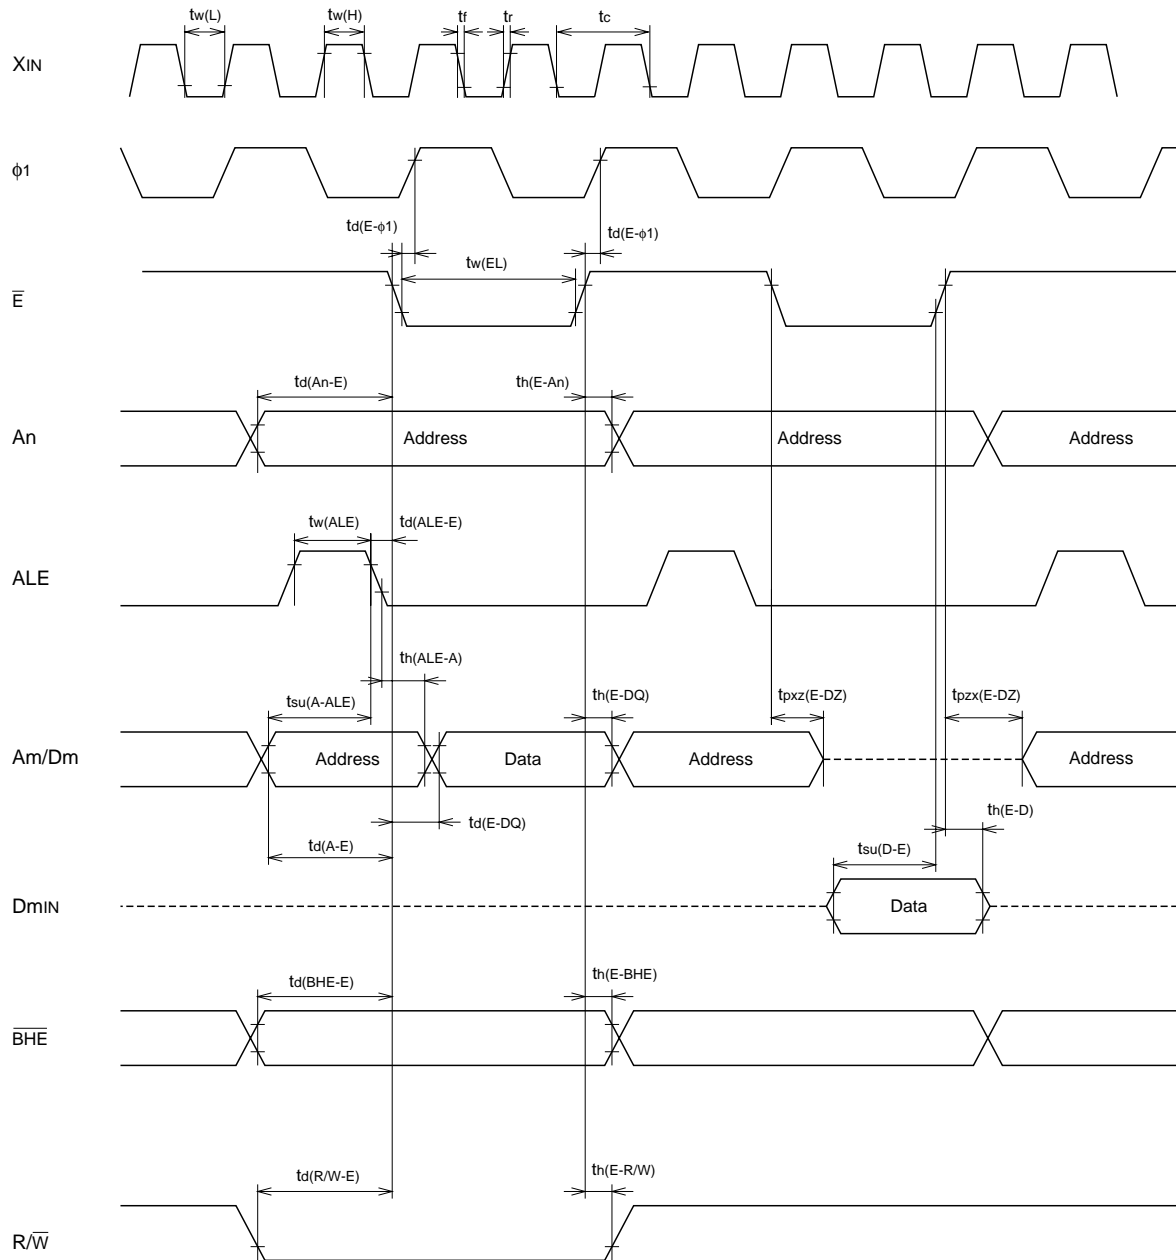 tw(L) tw(H) tf tr tc
XIN
ϕ1
td(E-ϕ1) td(E-ϕ1)
tw(EL)
E̅
td(An-E) th(E-An)
An Address Address Address
tw(ALE) td(ALE-E)
ALE
th(ALE-A)
tsu(A-ALE) th(E-DQ) tpxz(E-DZ) tpzx(E-DZ)
Am/Dm Address Data Address Address
td(E-DQ) th(E-D)
td(A-E) tsu(D-E)
DmIN Data
td(BHE-E) th(E-BHE)
B̅H̅E̅
td(R/W-E) th(E-R/W)
R/W̅